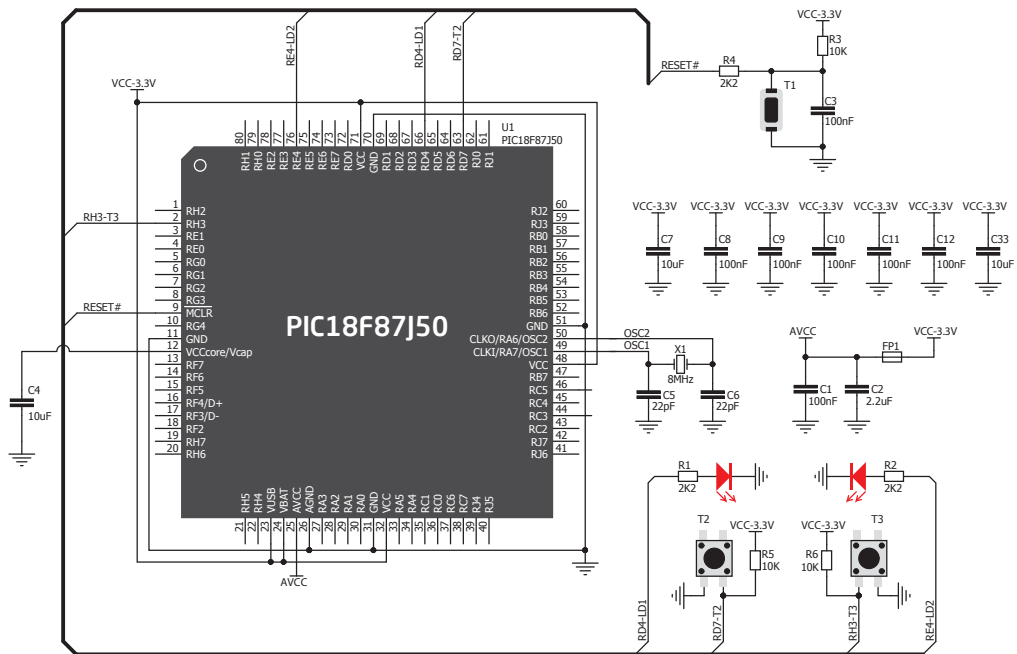 VCC-3.3V
R3
10K
RE4-LD2
RD4-LD1
RD7-T2
RESET#
R4
2K2
T1
C3
100nF
VCC-3.3V
U1
PIC18F87J50
80 79 78 77 76 75 74 73 72 71 70 69 68 67 66 65 64 63 62 61
RH1 RH0 RE2 RE3 RE4 RE5 RE6 RE7 RD0 VCC GND RD1 RD2 RD3 RD4 RD5 RD6 RD7 RJ0 RJ1
1 RH2
RH3-T3
2 RH3
3 RE1
4 RE0
5 RG0
6 RG1
7 RG2
8 RG3
RESET#
9 MCLR
10 RG4
11 GND
12 VCCcore/Vcap
13 RF7
14 RF6
15 RF5
16 RF4/D+
17 RF3/D-
18 RF2
19 RH7
20 RH6
PIC18F87J50
RJ2 60
RJ3 59
RB0 58
RB1 57
RB2 56
RB3 55
RB4 54
RB5 53
RB6 52
GND 51
CLKO/RA6/OSC2 50
CLKI/RA7/OSC1 49
VCC 48
RB7 47
RC5 46
RC4 45
RC3 44
RC2 43
RJ7 42
RJ6 41
RH5 RH4 VUSB VBAT AVCC AGND RA3 RA2 RA1 RA0 GND VCC RA5 RA4 RC1 RC0 RC6 RC7 RJ4 RJ5
21 22 23 24 25 26 27 28 29 30 31 32 33 34 35 36 37 38 39 40
AVCC
C4
10uF
VCC-3.3V VCC-3.3V VCC-3.3V VCC-3.3V VCC-3.3V VCC-3.3V VCC-3.3V
C7 C8 C9 C10 C11 C12 C33
10uF 100nF 100nF 100nF 100nF 100nF 10uF
OSC2
OSC1
X1
8MHz
C5
22pF
C6
22pF
AVCC
FP1
VCC-3.3V
C1
100nF
C2
2.2uF
R1
2K2
R2
2K2
T2
VCC-3.3V
R5
10K
VCC-3.3V
T3
R6
10K
RD4-LD1
RD7-T2
RH3-T3
RE4-LD2